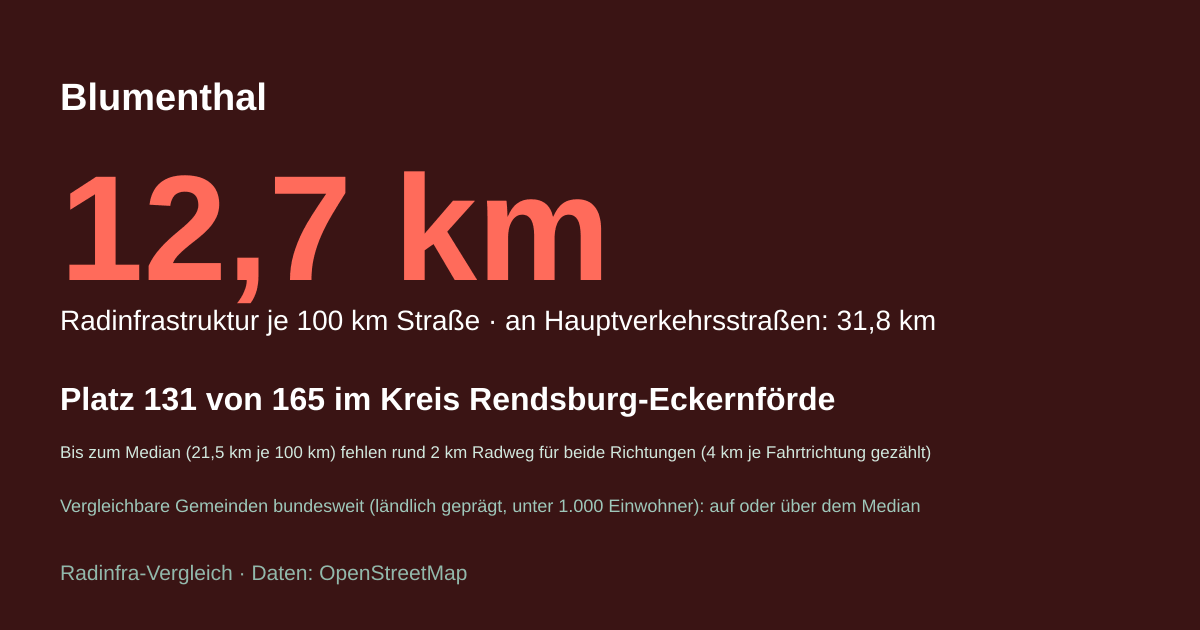 Blumenthal
12,7 km
Radinfrastruktur je 100 km Straße · an Hauptverkehrsstraßen: 31,8 km
Platz 131 von 165 im Kreis Rendsburg-Eckernförde
Bis zum Median (21,5 km je 100 km) fehlen rund 2 km Radweg für beide Richtungen (4 km je Fahrtrichtung gezählt)
Vergleichbare Gemeinden bundesweit (ländlich geprägt, unter 1.000 Einwohner): auf oder über dem Median
Radinfra-Vergleich · Daten: OpenStreetMap